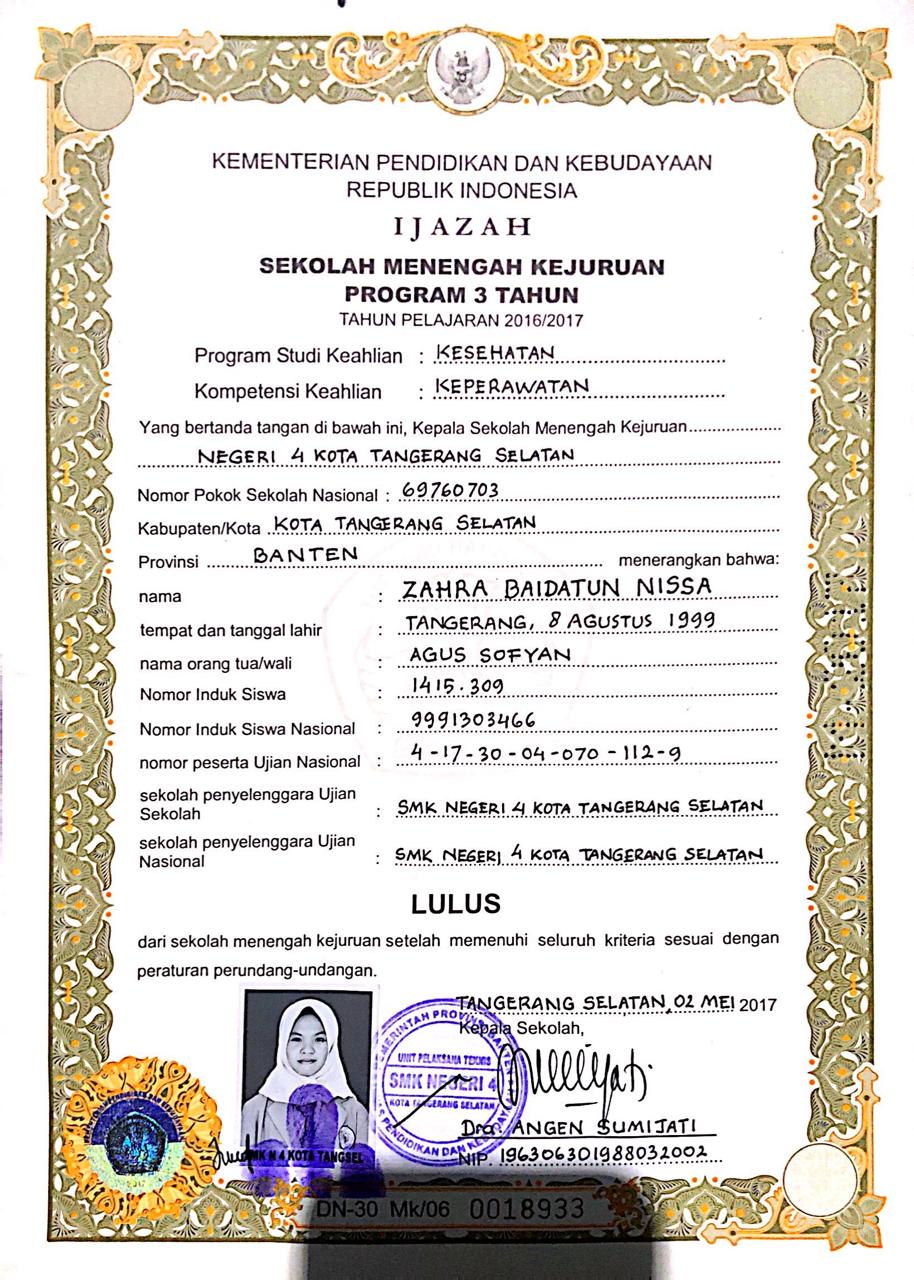 KEMENTERIAN PENDIDIKAN DAN KEBUDAYAAN
REPUBLIK INDONESIA
IJAZAH
SEKOLAH MENENGAH KEJURUAN
PROGRAM 3 TAHUN
TAHUN PELAJARAN 2016/2017
Program Studi Keahlian : KESEHATAN
Kompetensi Keahlian : KEPERAWATAN
Yang bertanda tangan di bawah ini, Kepala Sekolah Menengah Kejuruan
NEGERI 4 KOTA TANGERANG SELATAN
Nomor Pokok Sekolah Nasional : 69760703
Kabupaten/Kota KOTA TANGERANG SELATAN
Provinsi BANTEN menerangkan bahwa:
nama : ZAHRA BAIDATUN NISSA
tempat dan tanggal lahir : TANGERANG, 8 AGUSTUS 1999
nama orang tua/wali : AGUS SOFYAN
Nomor Induk Siswa : 1415.309
Nomor Induk Siswa Nasional : 9991303466
nomor peserta Ujian Nasional : 4-17-30-04-070-112-9
sekolah penyelenggara Ujian
Sekolah : SMK NEGERI 4 KOTA TANGERANG SELATAN
sekolah penyelenggara Ujian
Nasional : SMK NEGERI 4 KOTA TANGERANG SELATAN
LULUS
dari sekolah menengah kejuruan setelah memenuhi seluruh kriteria sesuai dengan
peraturan perundang-undangan.
TANGERANG SELATAN, 02 MEI 2017
Kepala Sekolah,
UNIT PELAKSANA TEKNIS
SMK NEGERI 4
KOTA TANGERANG SELATAN
Dra. ANGEN SUMIJATI
NIP. 196306301988032002
SMK N 4 KOTA TANGSEL
2017
DN-30 Mk/06 0018933